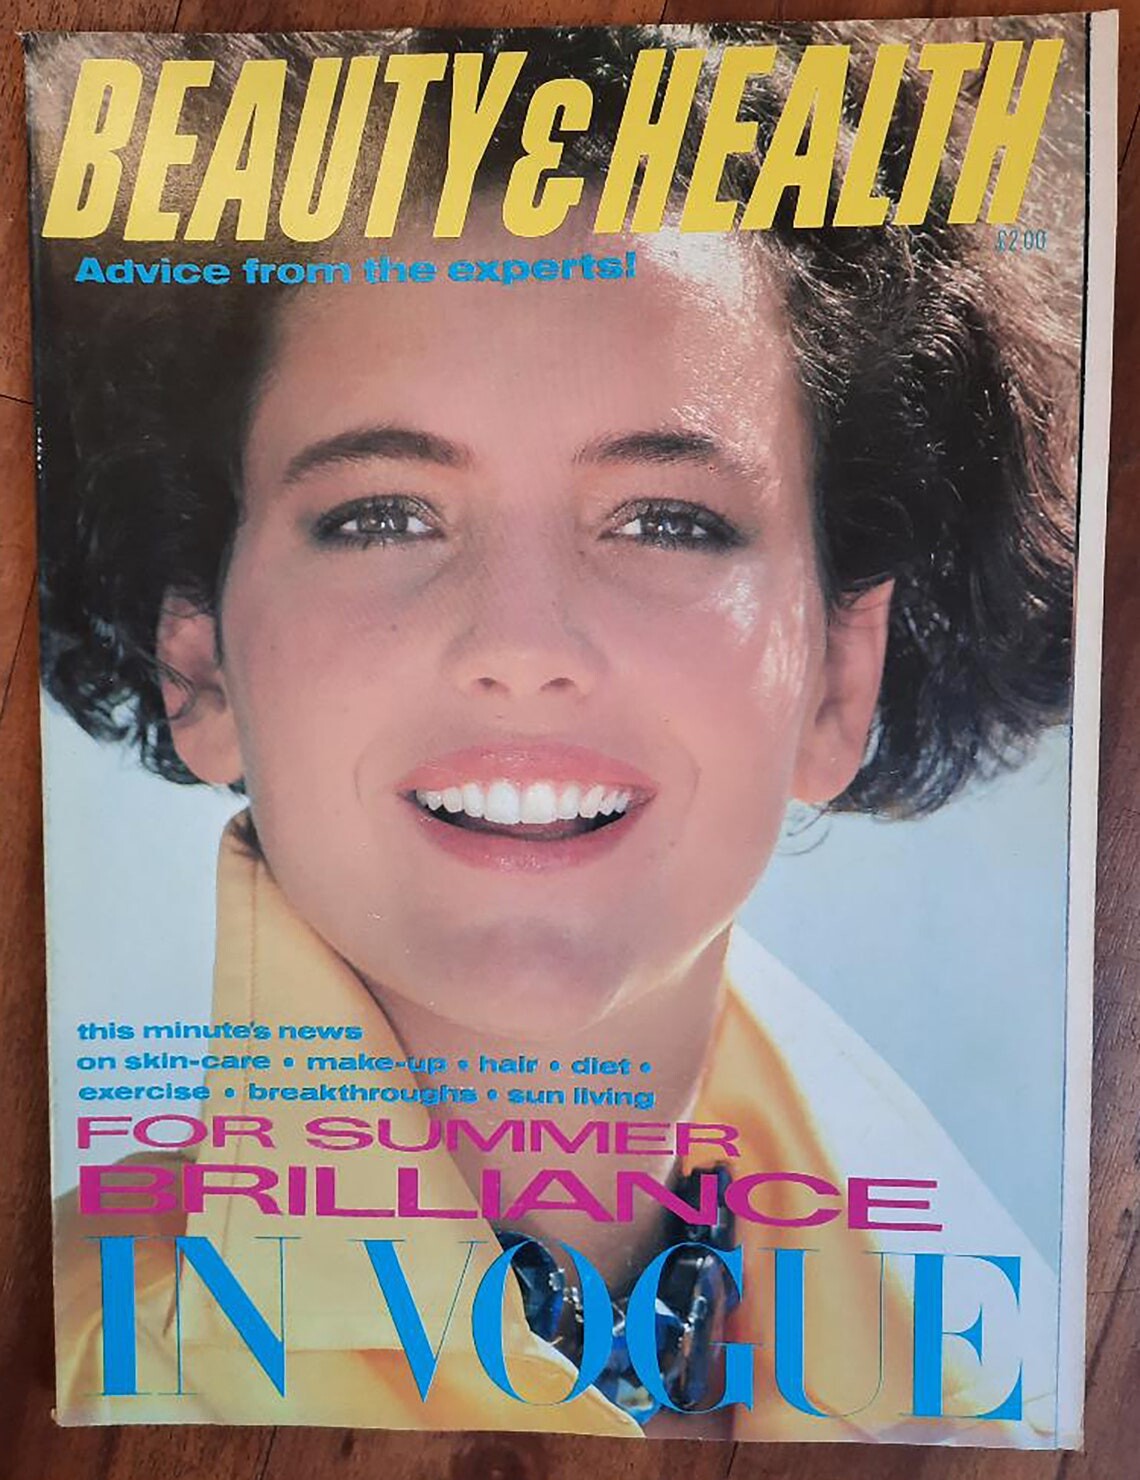 BEAUTY & HEALTH
£2.00
Advice from the experts!
this minute's news
on skin-care • make-up • hair • diet •
exercise • breakthroughs • sun living
FOR SUMMER
BRILLIANCE
IN VOGUE